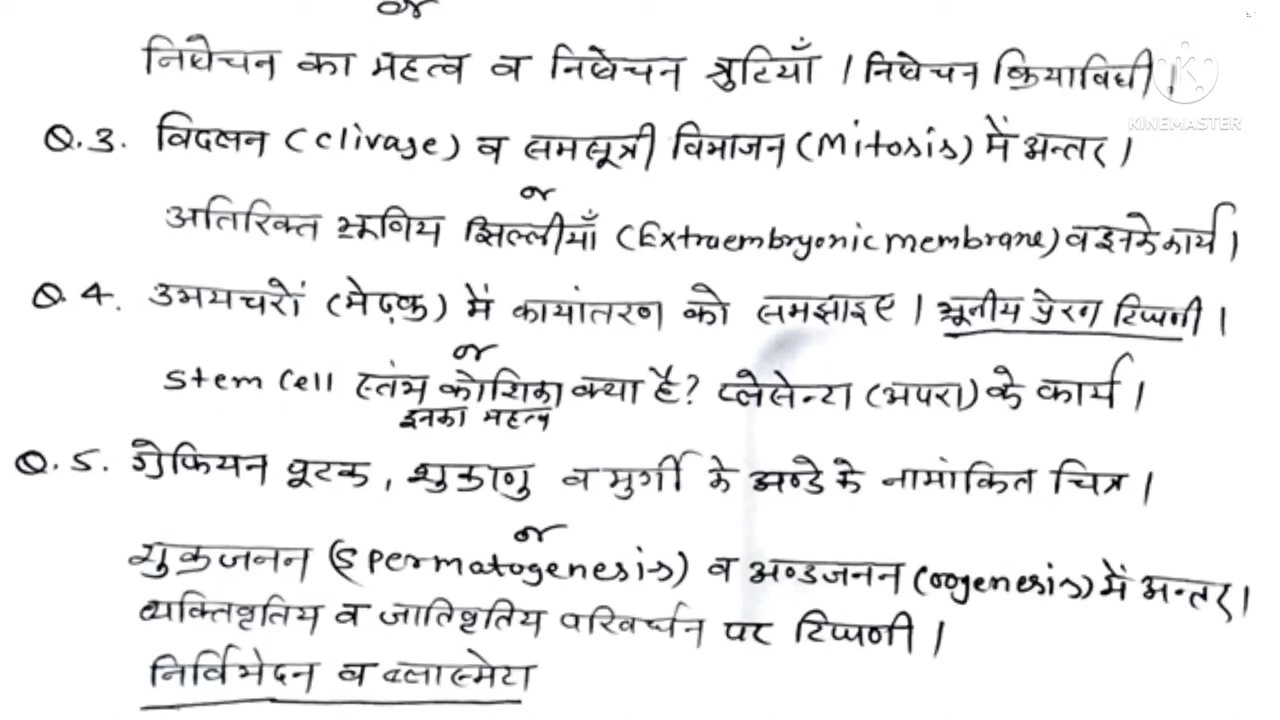 or
निषेचन का महत्व व निषेचन त्रुटियाँ । निषेचन क्रियाविधी ।
KINEMASTER
Q.3. विदलन (Clivage) व समसूत्री विभाजन (Mitosis) में अन्तर ।
or
अतिरिक्त भ्रूणिय झिल्लीयाँ (Extraembryonic membrane) व इनके कार्य ।
Q.4. उभयचरों (मेढ़क) में कायांतरण को समझाइए । भ्रूनीय प्रेरण टिप्पणी ।
or
Stem Cell स्तंभ कोशिका क्या है? प्लेसेन्टा (अपरा) के कार्य ।
इनका महत्व
Q.5. ग्रेफियन पूटक, शुक्राणु व मुर्गी के अण्डे के नामांकित चित्र ।
or
शुक्रजनन (Spermatogenesis) व अण्डजनन (oogenesis) में अन्तर ।
व्यक्तिवृतिय व जातिवृतिय परिवर्धन पर टिप्पणी ।
निर्विभेदन व ब्लास्मेटा